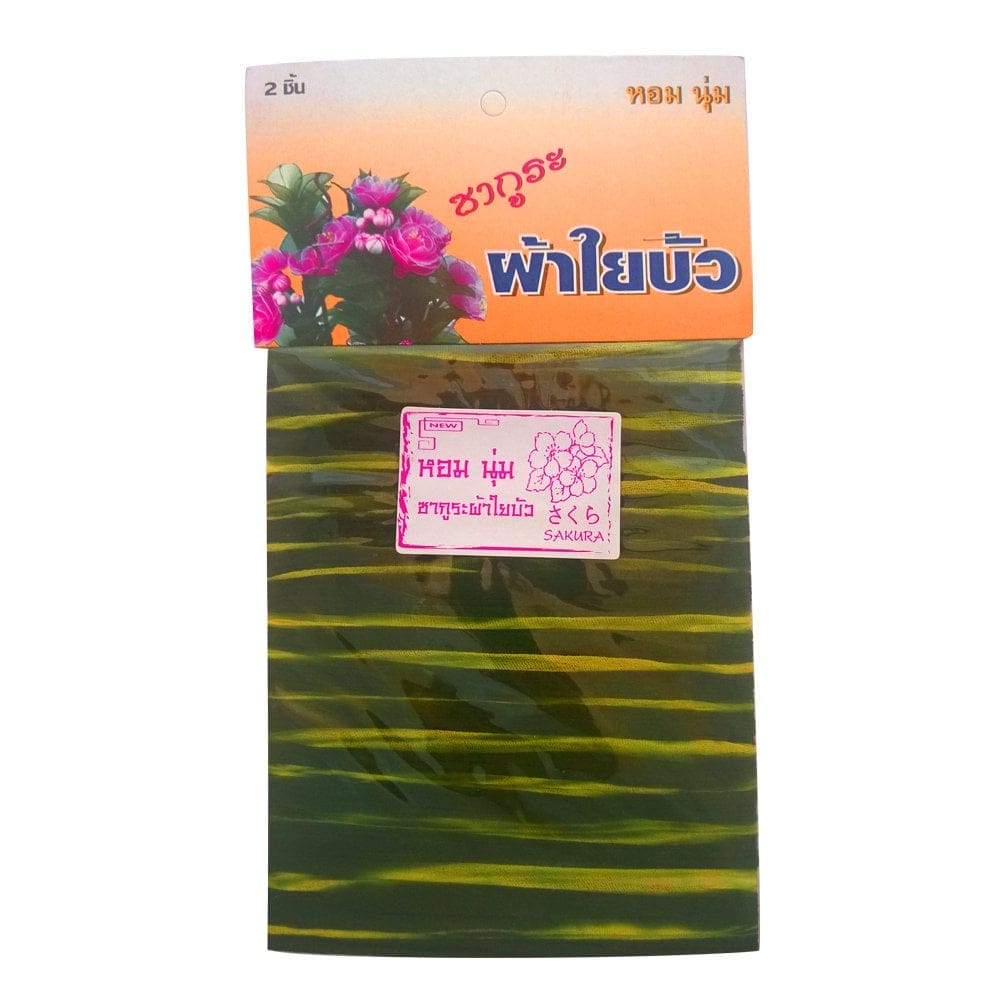 2 ชิ้น
หอม นุ่ม
ซากูระ
ผ้าใยบัว
NEW
หอม นุ่ม
ซากูระผ้าใยบัว
さくら
SAKURA